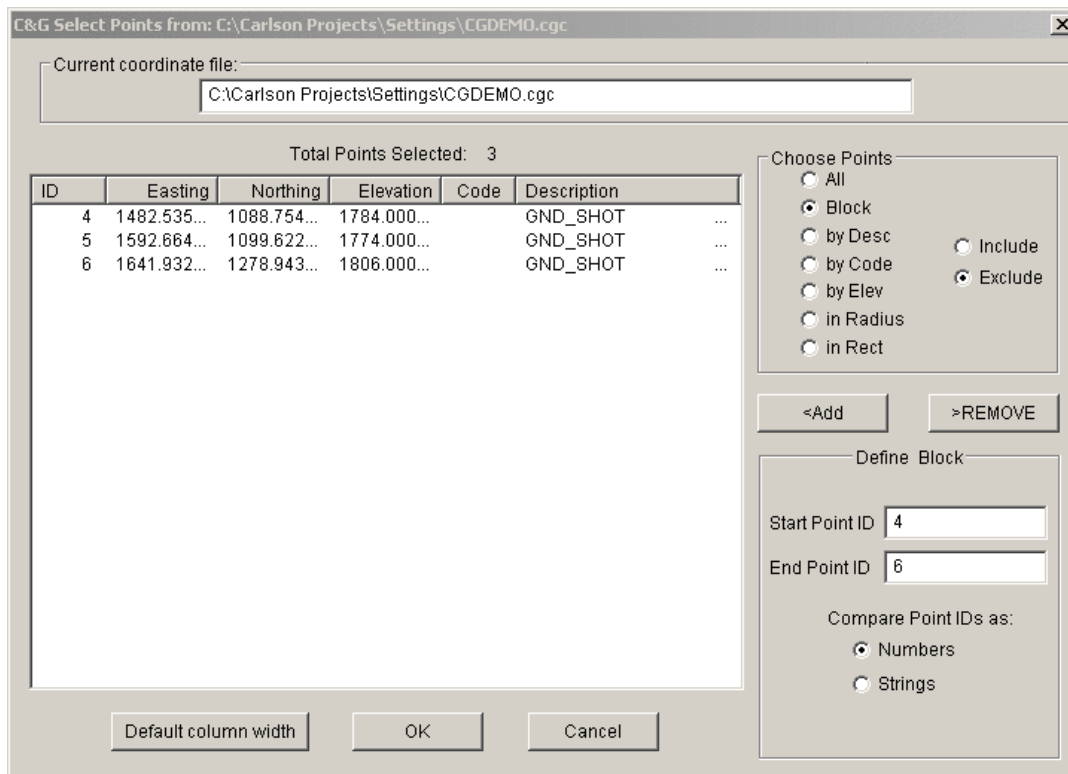 C&G Select Points from: C:\Carlson Projects\Settings\CGDEMO.cgc
Current coordinate file:
C:\Carlson Projects\Settings\CGDEMO.cgc
Total Points Selected: 3
ID Easting Northing Elevation Code Description
4 1482.535... 1088.754... 1784.000... GND_SHOT ...
5 1592.664... 1099.622... 1774.000... GND_SHOT ...
6 1641.932... 1278.943... 1806.000... GND_SHOT ...
Choose Points
All
Block
by Desc
by Code
by Elev
in Radius
in Rect
Include
Exclude
<Add >REMOVE
Define Block
Start Point ID 4
End Point ID 6
Compare Point IDs as:
Numbers
Strings
Default column width OK Cancel